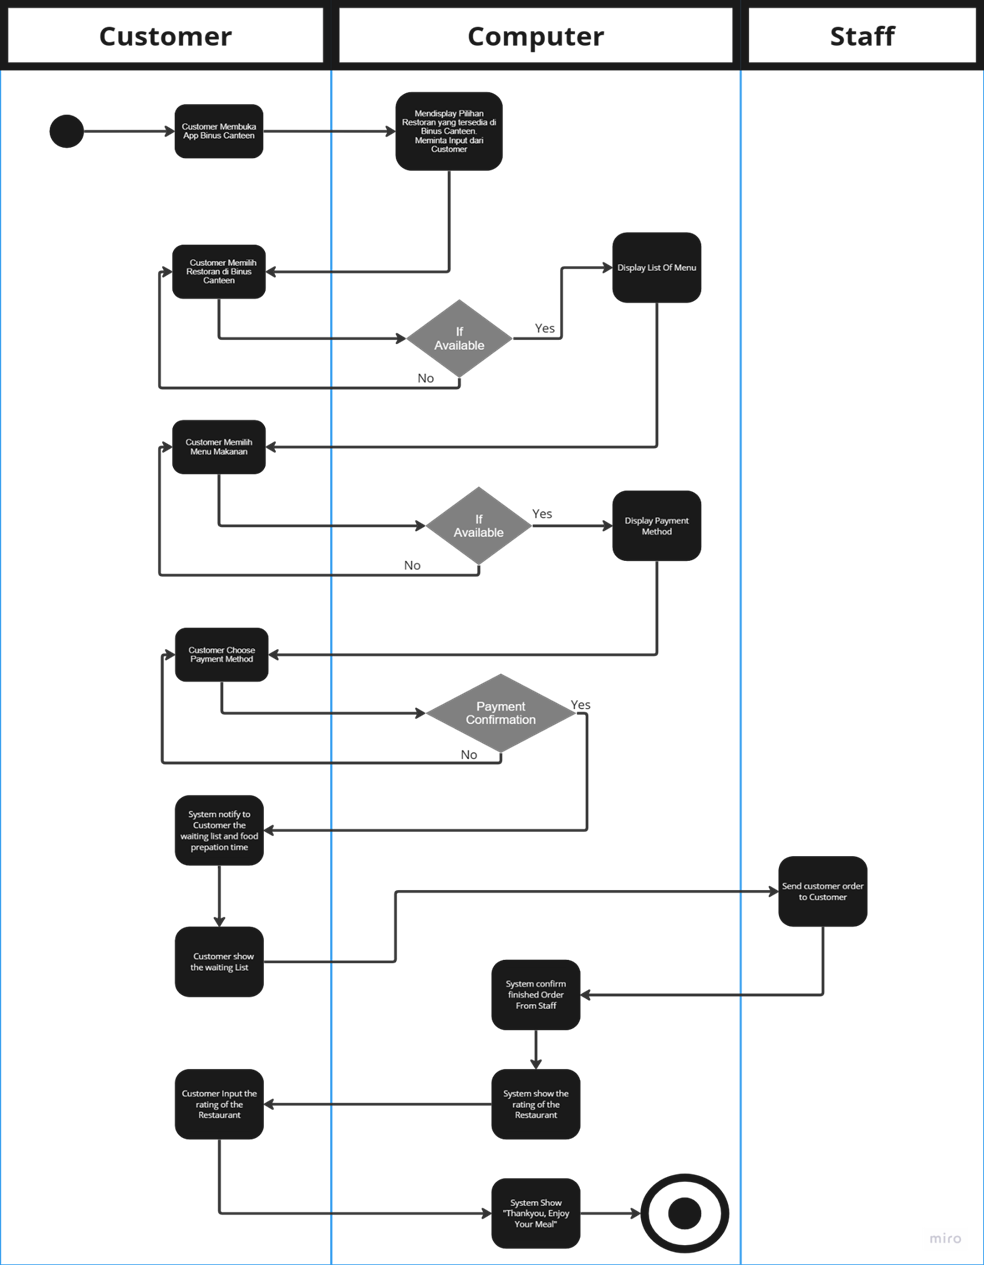 Customer
Computer
Staff
Customer Membuka
App Binus Canteen
Mendisplay Pilihan
Restoran yang tersedia di
Binus Canteen.
Meminta Input dari
Customer
Customer Memilih
Restoran di Binus
Canteen
Display List Of Menu
If
Available
Yes
No
Customer Memilih
Menu Makanan
If
Available
Yes
No
Display Payment
Method
Customer Choose
Payment Method
Payment
Confirmation
Yes
No
System notify to
Customer the
waiting list and food
prepation time
Send customer order
to Customer
Customer show
the waiting List
System confirm
finished Order
From Staff
Customer Input the
rating of the
Restaurant
System show the
rating of the
Restaurant
System Show
"Thankyou, Enjoy
Your Meal"
miro